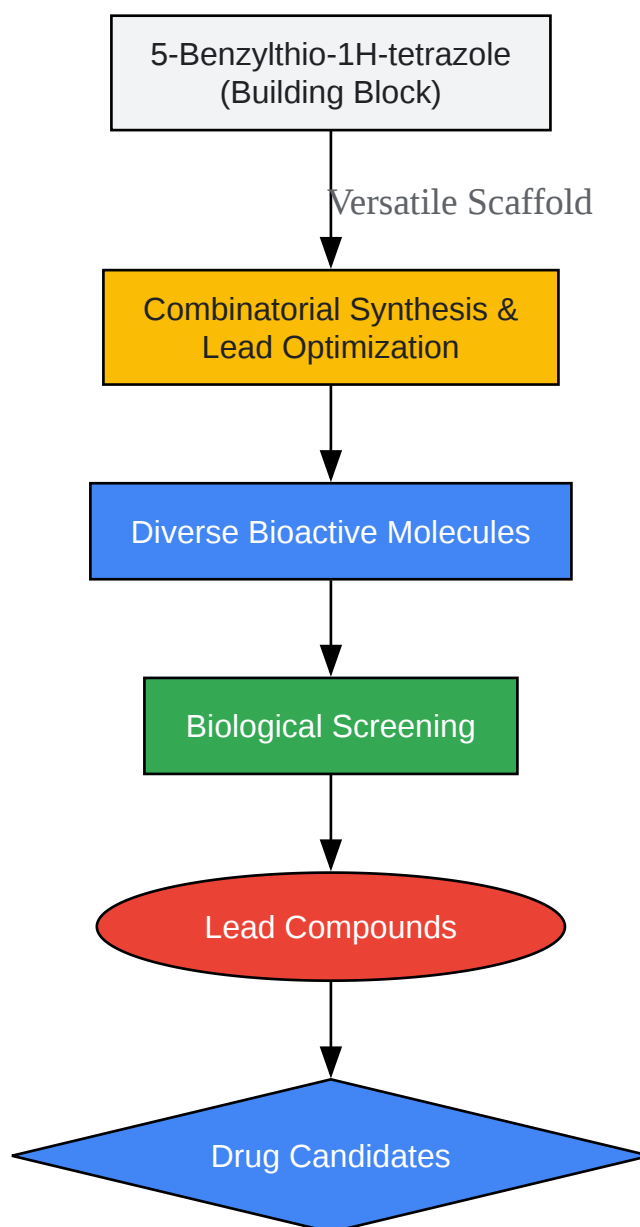 5-Benzylthio-1H-tetrazole
(Building Block)
Versatile Scaffold
Combinatorial Synthesis &
Lead Optimization
Diverse Bioactive Molecules
Biological Screening
Lead Compounds
Drug Candidates